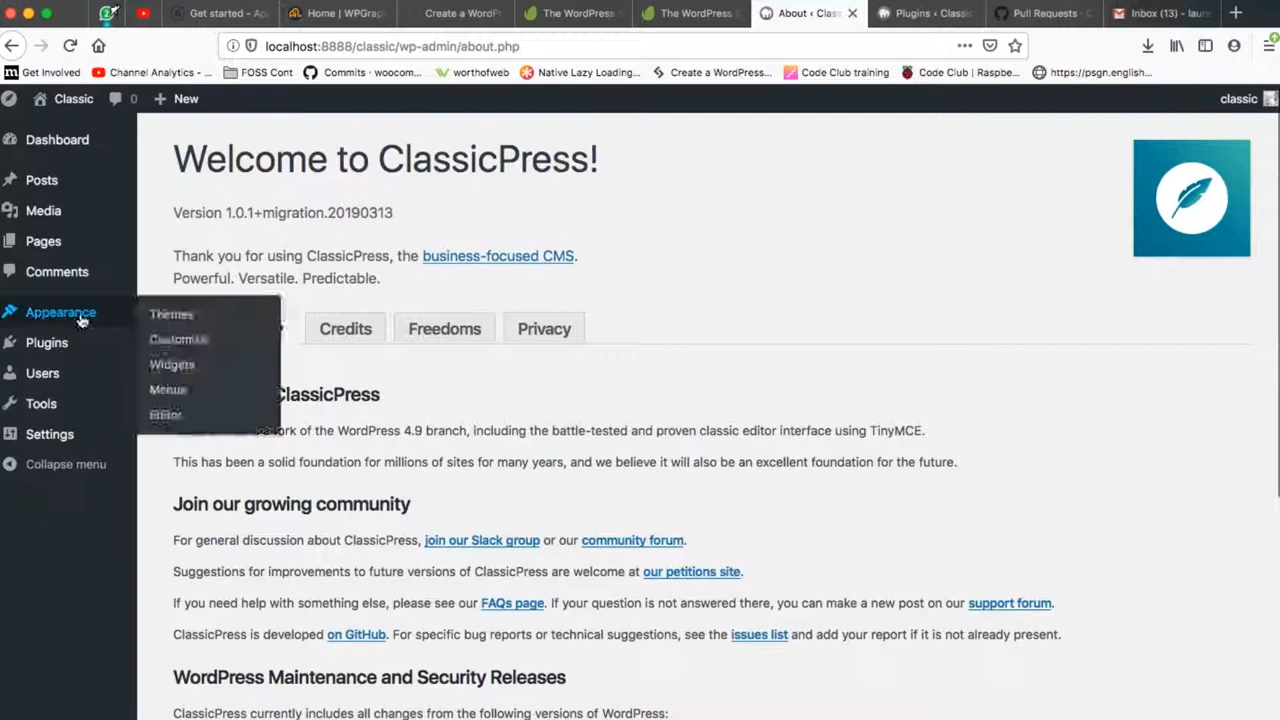 Get started - Ap
Home | WPGrap
Create a WordPr
The WordPress
The WordPress
About ‹ Clas
Plugins ‹ Classic
Pull Requests · C
Inbox (13) - laure
localhost:8888/classic/wp-admin/about.php
Get Involved
Channel Analytics - ...
FOSS Cont
Commits · woocom...
worthofweb
Native Lazy Loading...
Create a WordPress...
Code Club training
Code Club | Raspbe...
https://psgn.english...
Classic
0
New
classic
Dashboard
Posts
Media
Pages
Comments
Appearance
Plugins
Users
Tools
Settings
Collapse menu
Themes
Customize
Widgets
Menus
Editor
Welcome to ClassicPress!
Version 1.0.1+migration.20190313
Thank you for using ClassicPress, the business-focused CMS.
Powerful. Versatile. Predictable.
Credits
Freedoms
Privacy
ClassicPress
of the WordPress 4.9 branch, including the battle-tested and proven classic editor interface using TinyMCE.
This has been a solid foundation for millions of sites for many years, and we believe it will also be an excellent foundation for the future.
Join our growing community
For general discussion about ClassicPress, join our Slack group or our community forum.
Suggestions for improvements to future versions of ClassicPress are welcome at our petitions site.
If you need help with something else, please see our FAQs page. If your question is not answered there, you can make a new post on our support forum.
ClassicPress is developed on GitHub. For specific bug reports or technical suggestions, see the issues list and add your report if it is not already present.
WordPress Maintenance and Security Releases
ClassicPress currently includes all changes from the following versions of WordPress: